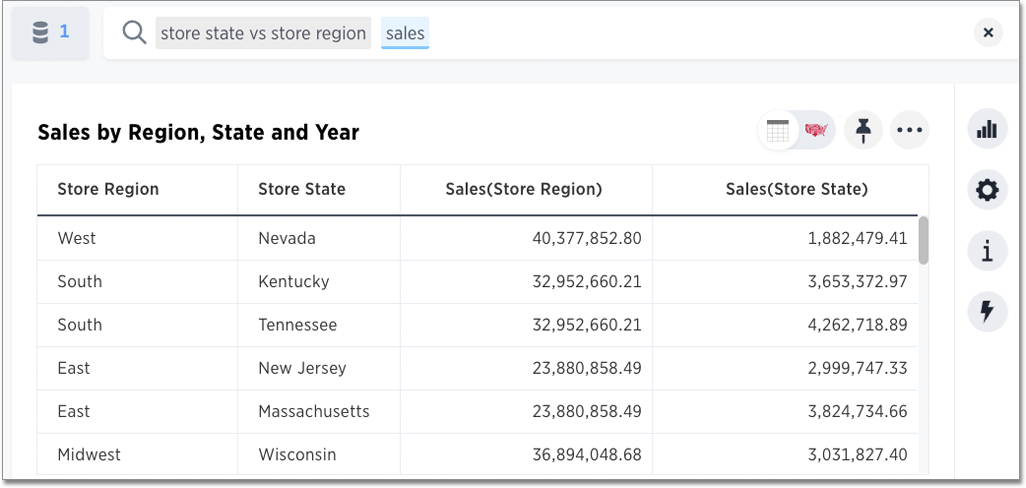 1
store state vs store region sales
Sales by Region, State and Year
Store Region Store State Sales(Store Region) Sales(Store State)
West Nevada 40,377,852.80 1,882,479.41
South Kentucky 32,952,660.21 3,653,372.97
South Tennessee 32,952,660.21 4,262,718.89
East New Jersey 23,880,858.49 2,999,747.33
East Massachusetts 23,880,858.49 3,824,734.66
Midwest Wisconsin 36,894,048.68 3,031,827.40